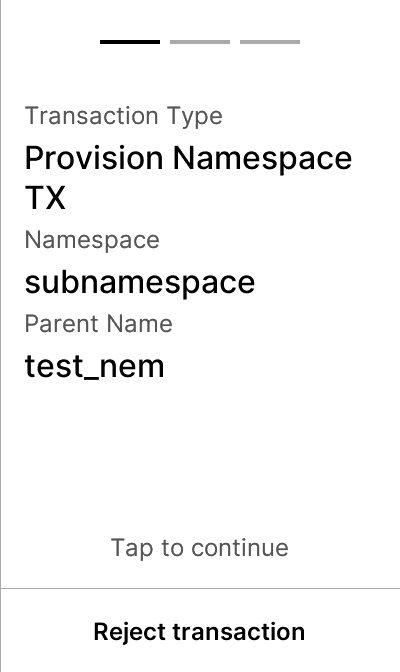 Transaction Type
Provision Namespace
TX
Namespace
subnamespace
Parent Name
test_nem
Tap to continue
Reject transaction